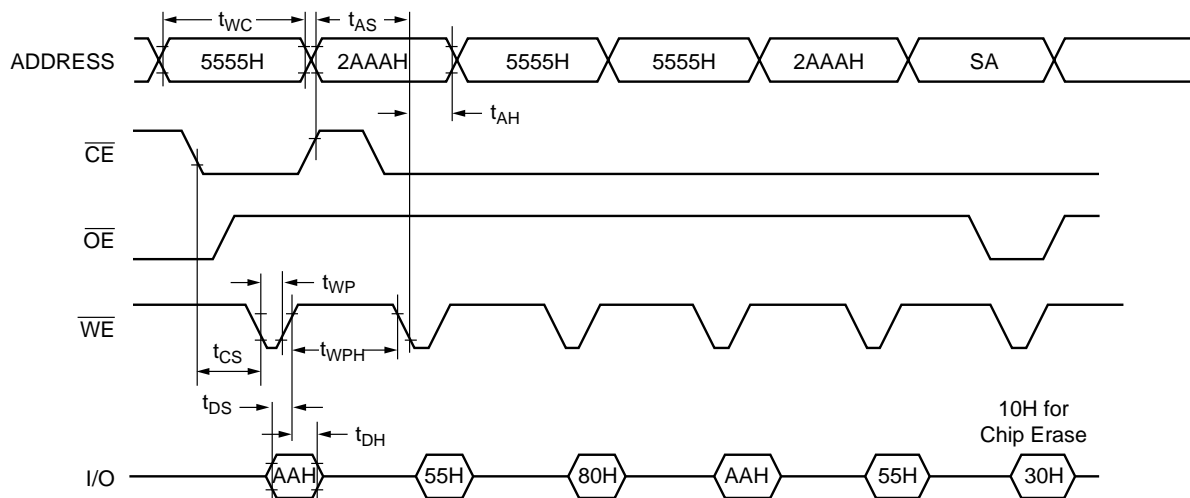 tWC tAS
ADDRESS 5555H 2AAAH 5555H 5555H 2AAAH SA
tAH
CE
OE
tWP
WE
tCS tWPH
tDS
10H for
Chip Erase
tDH
I/O AAH 55H 80H AAH 55H 30H